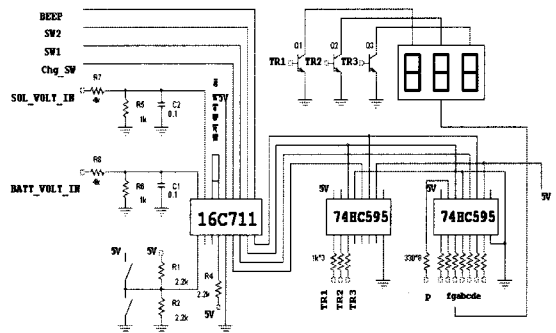 BEEP
SW2
SW1
Chg_SW
R7
SOL_VOLT_IN
4k
R5
1k
C2
0.1
5V
Q1
Q2
Q3
TR1
TR2
TR3
R8
BATT_VOLT_IN
4k
R6
1k
C1
0.1
16C711
5V
74HC595
5V
74HC595
5V
1k*3
330*8
TR1
TR2
TR3
p
fgabcde
5V
5V
R1
2.2k
R2
2.2k
R4
2.2k
5V